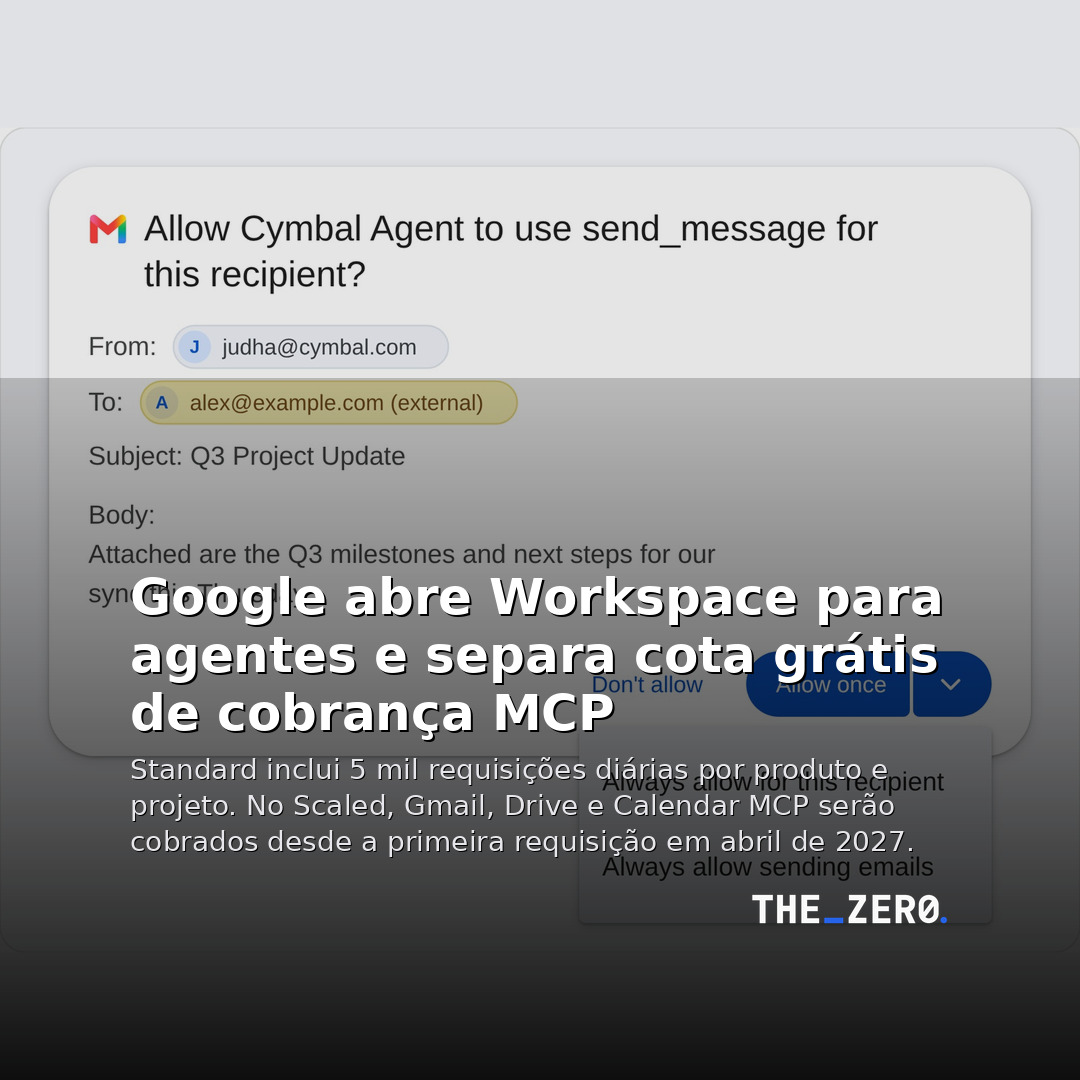 Allow Cymbal Agent to use send_message for
this recipient?
From: J judha@cymbal.com
To: A alex@example.com (external)
Subject: Q3 Project Update
Body:
Attached are the Q3 milestones and next steps for our
sync this
Google abre Workspace para
agentes e separa cota grátis
de cobrança MCP
Don't allow
Allow once
Standard inclui 5 mil requisições diárias por produto e
projeto. No Scaled, Gmail, Drive e Calendar MCP serão
cobrados desde a primeira requisição em abril de 2027.
Always allow for this recipient
Always allow sending emails
THE_ZERO.